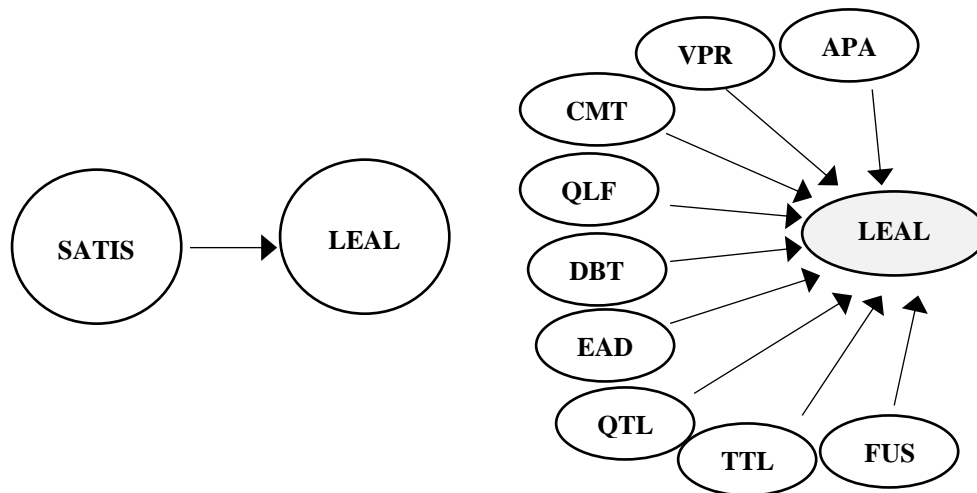 SATIS
LEAL
APA
VPR
CMT
QLF
DBT
EAD
QTL
TTL
FUS
LEAL